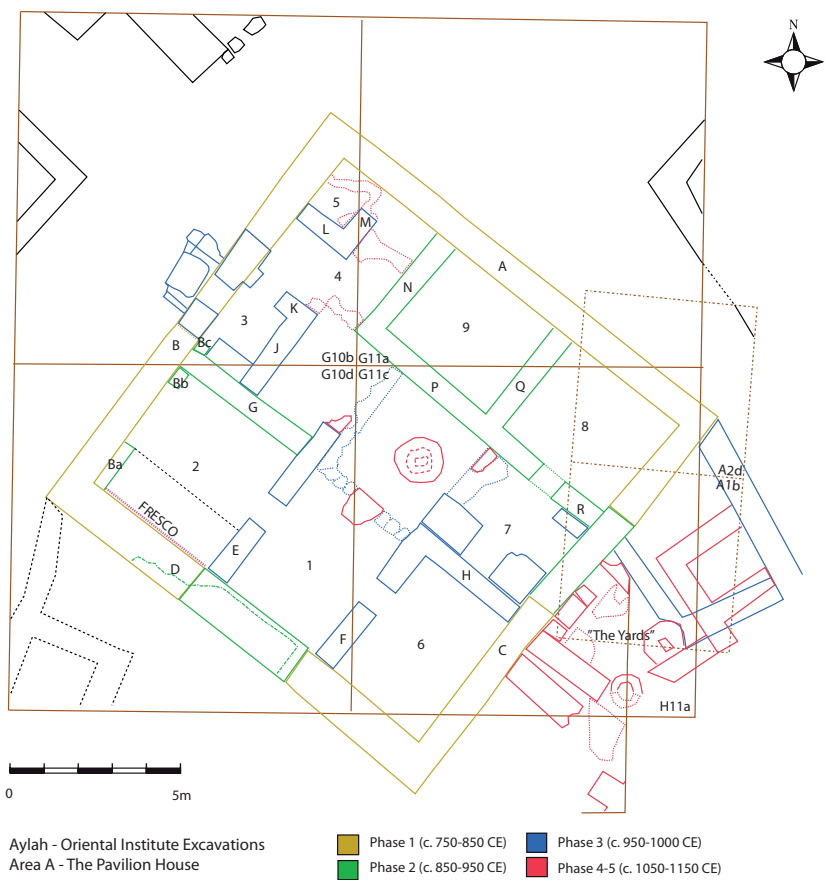 N
5
M
L
A
4
N
K
3
9
B
Bc
J
G10b G11a
G10d G11c
P
Q
Bb
G
8
Ba
2
A2d
A1b
FRESCO
R
7
E
D
1
H
F
6
C
"The Yards"
H11a
0 5m
Aylah - Oriental Institute Excavations
Area A - The Pavilion House
Phase 1 (c. 750-850 CE)
Phase 3 (c. 950-1000 CE)
Phase 2 (c. 850-950 CE)
Phase 4-5 (c. 1050-1150 CE)